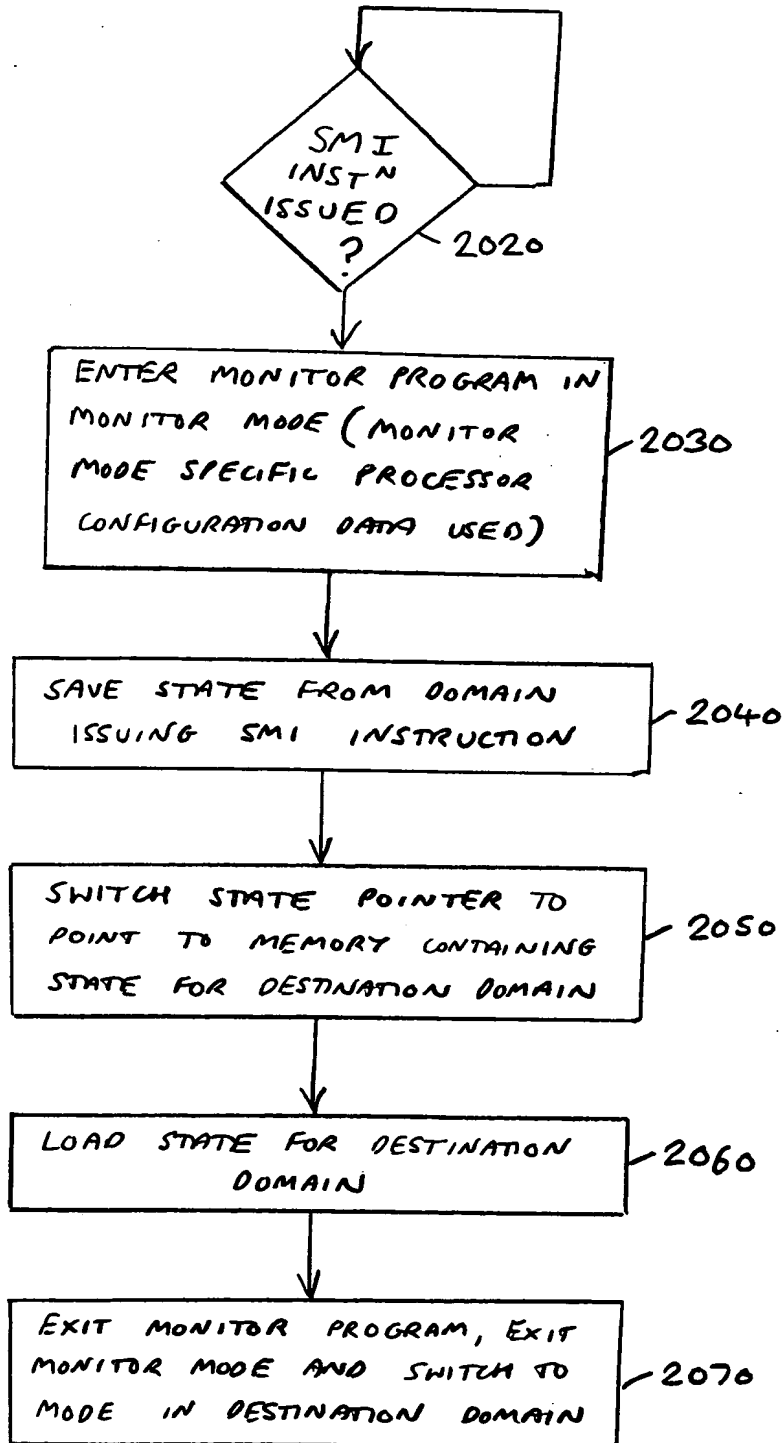 SMI
INSTN
ISSUED
?
2020
ENTER MONITOR PROGRAM IN
MONITOR MODE (MONITOR
MODE SPECIFIC PROCESSOR
CONFIGURATION DATA USED)
2030
SAVE STATE FROM DOMAIN
ISSUING SMI INSTRUCTION
2040
SWITCH STATE POINTER TO
POINT TO MEMORY CONTAINING
STATE FOR DESTINATION DOMAIN
2050
LOAD STATE FOR DESTINATION
DOMAIN
2060
EXIT MONITOR PROGRAM, EXIT
MONITOR MODE AND SWITCH TO
MODE IN DESTINATION DOMAIN
2070